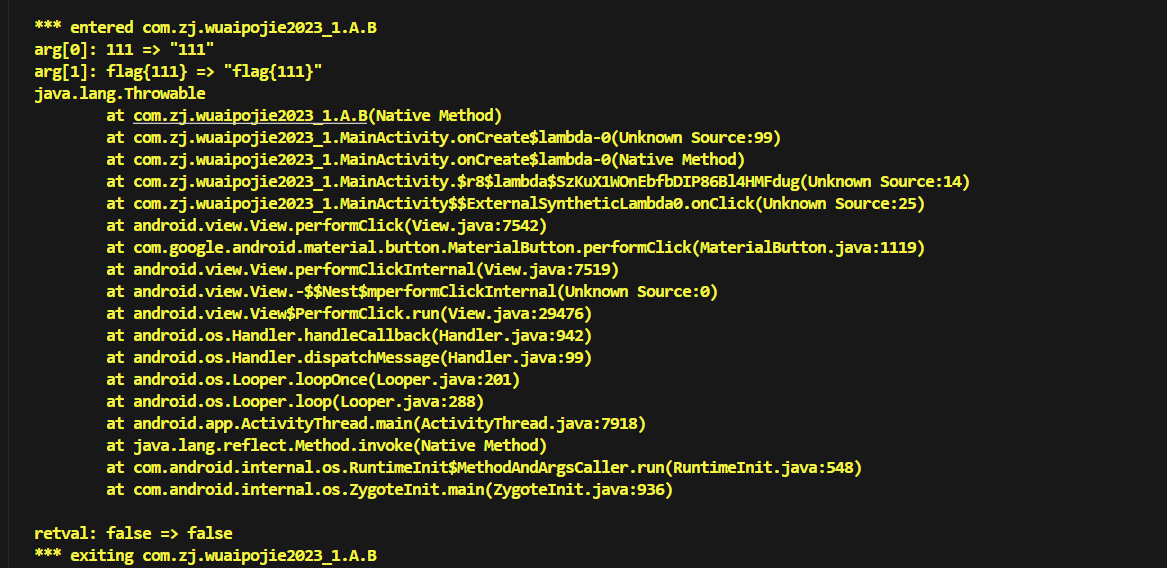 *** entered com.zj.wuaipojie2023_1.A.B
arg[0]: 111 => "111"
arg[1]: flag{111} => "flag{111}"
java.lang.Throwable
        at com.zj.wuaipojie2023_1.A.B(Native Method)
        at com.zj.wuaipojie2023_1.MainActivity.onCreate$lambda-0(Unknown Source:99)
        at com.zj.wuaipojie2023_1.MainActivity.onCreate$lambda-0(Native Method)
        at com.zj.wuaipojie2023_1.MainActivity.$r8$lambda$SzKuX1WOnEbfbDIP86Bl4HMFdug(Unknown Source:14)
        at com.zj.wuaipojie2023_1.MainActivity$$ExternalSyntheticLambda0.onClick(Unknown Source:25)
        at android.view.View.performClick(View.java:7542)
        at com.google.android.material.button.MaterialButton.performClick(MaterialButton.java:1119)
        at android.view.View.performClickInternal(View.java:7519)
        at android.view.View.-$$Nest$mperformClickInternal(Unknown Source:0)
        at android.view.View$PerformClick.run(View.java:29476)
        at android.os.Handler.handleCallback(Handler.java:942)
        at android.os.Handler.dispatchMessage(Handler.java:99)
        at android.os.Looper.loopOnce(Looper.java:201)
        at android.os.Looper.loop(Looper.java:288)
        at android.app.ActivityThread.main(ActivityThread.java:7918)
        at java.lang.reflect.Method.invoke(Native Method)
        at com.android.internal.os.RuntimeInit$MethodAndArgsCaller.run(RuntimeInit.java:548)
        at com.android.internal.os.ZygoteInit.main(ZygoteInit.java:936)

retval: false => false
*** exiting com.zj.wuaipojie2023_1.A.B